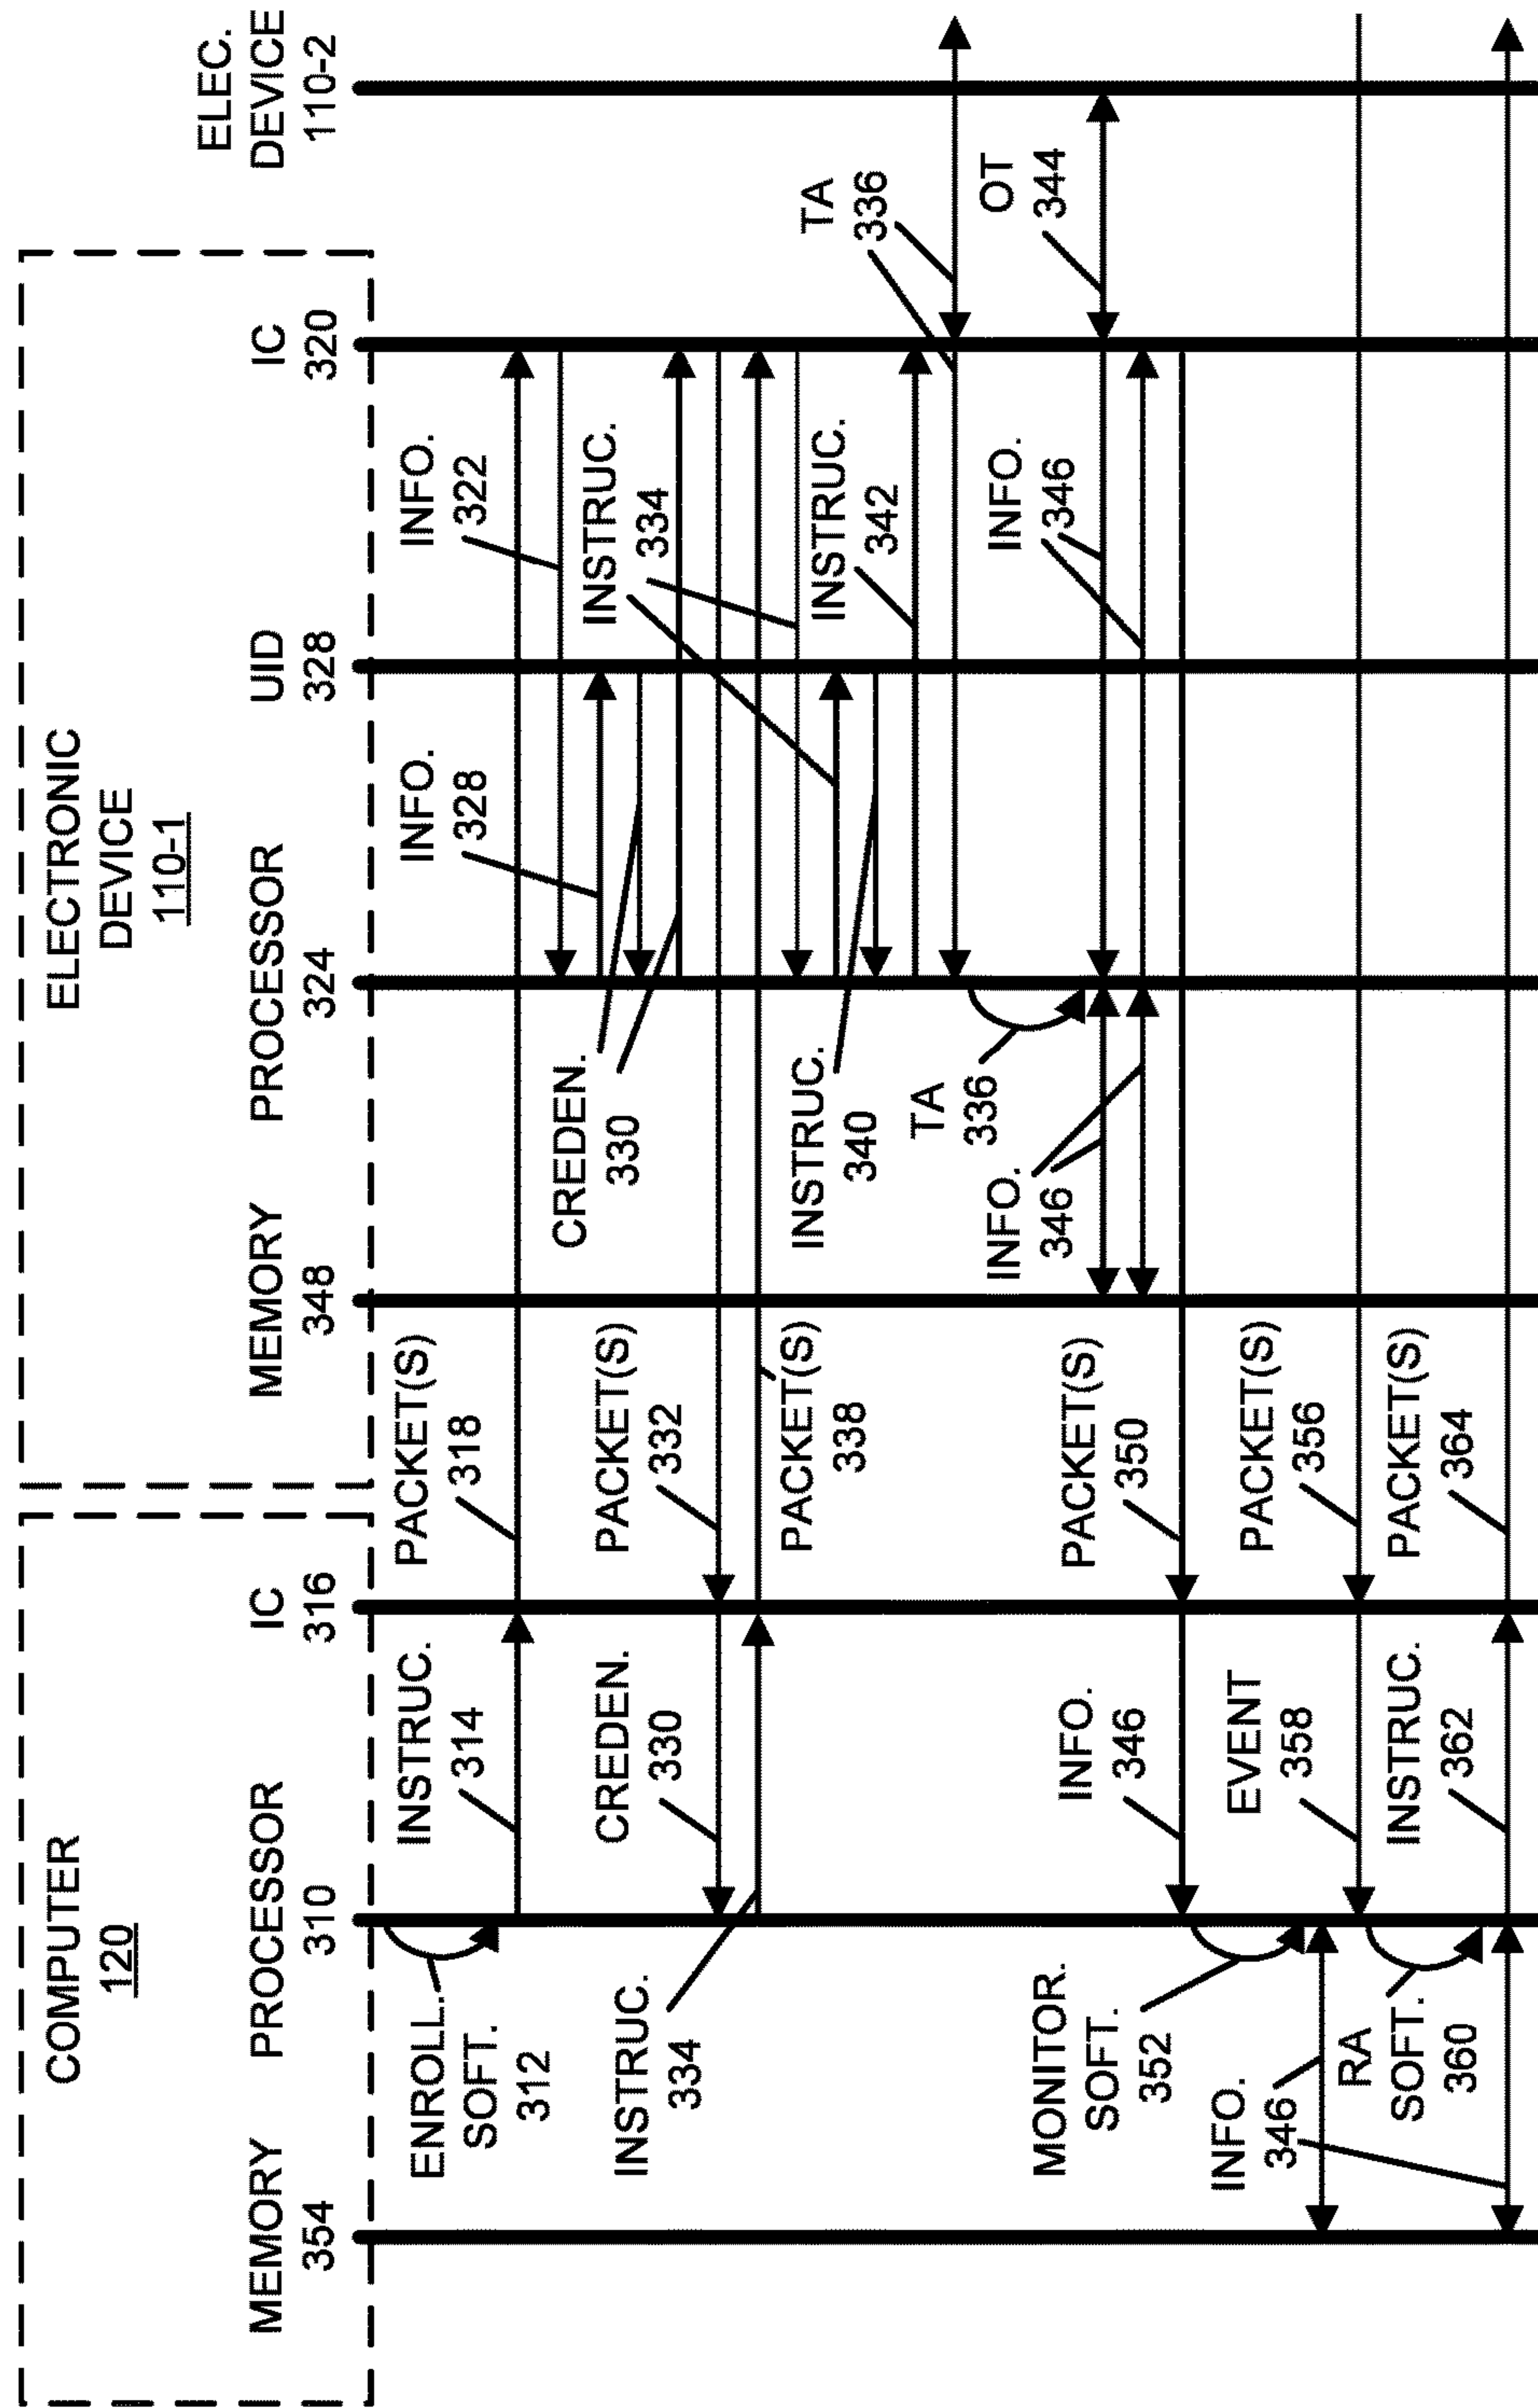 COMPUTER
120
ELECTRONIC
DEVICE
110-1
MEMORY
354
PROCESSOR
310
IC
316
MEMORY
348
PROCESSOR
324
UID
328
IC
320
ELEC.
DEVICE
110-2
ENROLL.
SOFT.
312
INSTRUC.
314
PACKET(S)
318
INFO.
322
INFO.
328
CREDEN.
330
PACKET(S)
332
CREDEN.
330
INSTRUC.
334
PACKET(S)
338
INSTRUC.
334
INSTRUC.
340
INSTRUC.
342
TA
336
TA
336
OT
344
INFO.
346
INFO.
346
PACKET(S)
350
INFO.
346
MONITOR.
SOFT.
352
INFO.
346
PACKET(S)
356
EVENT
358
RA
SOFT.
360
INSTRUC.
362
PACKET(S)
364